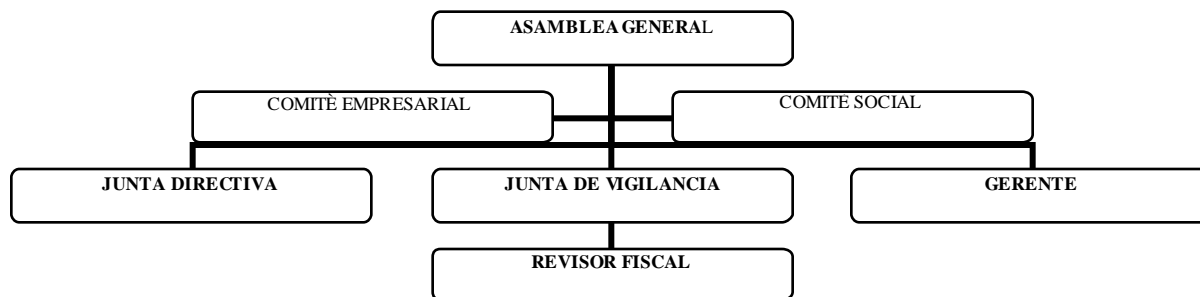 ASAMBLEA GENERAL
COMITÈ EMPRESARIAL
COMITE SOCIAL
JUNTA DIRECTIVA
JUNTA DE VIGILANCIA
GERENTE
REVISOR FISCAL